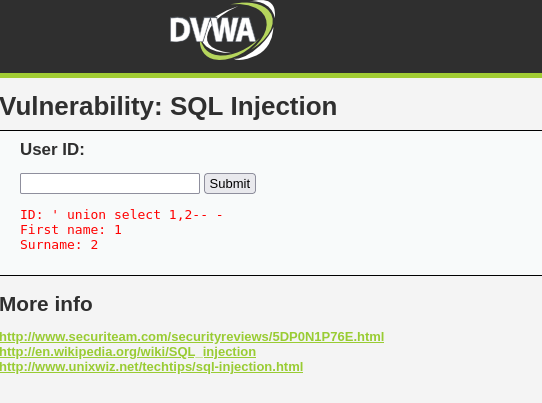 DVWA
Vulnerability: SQL Injection
User ID:
Submit
ID: ' union select 1,2-- -
First name: 1
Surname: 2
More info
http://www.securiteam.com/securityreviews/5DP0N1P76E.html
http://en.wikipedia.org/wiki/SQL_injection
http://www.unixwiz.net/techtips/sql-injection.html